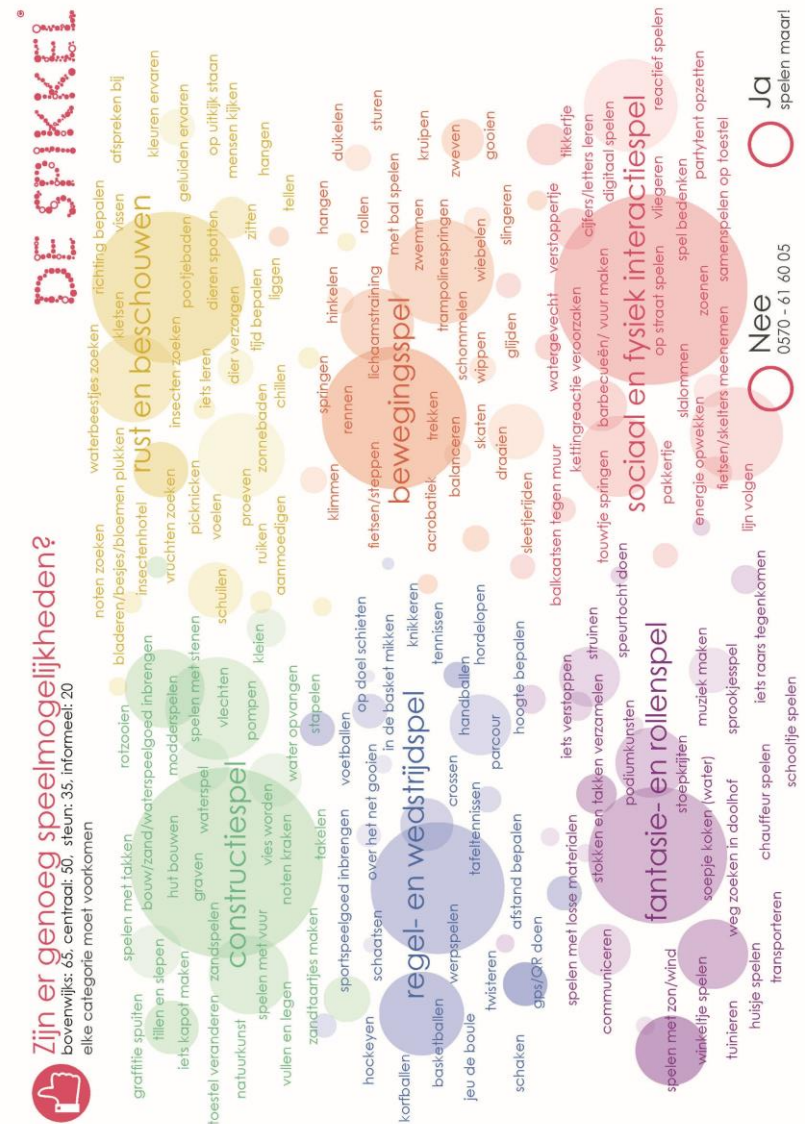 Zijn er genoeg speelmogelijkheden?
bovenwijks: 65, centraal: 50, steun: 35, informeel: 20
elke categorie moet voorkomen
DE SPIKKEL®
graffitie spuiten
spelen met takken
rotzooien
tillen en slepen
bouw/zand/waterspeelgoed inbrengen
iets kapot maken
hut bouwen
modderspelen
toestel veranderen
zandspelen
graven
waterspel
spelen met stenen
natuurkunst
constructiespel
vlechten
spelen met vuur
vies worden
pompen
kleien
vullen en legen
noten kraken
water opvangen
zandtaartjes maken
takelen
stapelen
noten zoeken
waterbeestjes zoeken
richting bepalen
afspreken bij
bladeren/besjes/bloemen plukken
kletsen
vissen
insectenhotel
rust en beschouwen
kleuren ervaren
vruchten zoeken
insecten zoeken
pootjebaden
geluiden ervaren
picknicken
iets leren
dieren spotten
op uitkijk staan
schuilen
voelen
dier verzorgen
zitten
mensen kijken
proeven
tijd bepalen
hangen
ruiken
zonnebaden
liggen
tellen
aanmoedigen
chillen
sportspeelgoed inbrengen
voetballen
op doel schieten
hockeyen
schaatsen
over het net gooien
in de basket mikken
korfballen
regel- en wedstrijdspel
knikkeren
basketballen
werpspelen
crossen
tennissen
jeu de boule
tafeltennissen
handballen
hordelopen
twisteren
parcour
schaken
gps/QR doen
afstand bepalen
hoogte bepalen
klimmen
springen
hinkelen
hangen
duikelen
rennen
rollen
sturen
fietsen/steppen
lichaamstraining
bewegingsspel
met bal spelen
kruipen
acrobatiek
trekken
zwemmen
balanceren
trampolinespringen
zweven
schommelen
skaten
wippen
wiebelen
gooien
draaien
glijden
slingeren
sleetjerijden
spelen met losse materialen
iets verstoppen
struinen
communiceren
stokken en takken verzamelen
speurtocht doen
podiumkunsten
fantasie- en rollenspel
spelen met zon/wind
stoepkrijten
winkeltje spelen
soepje koken (water)
muziek maken
tuinieren
weg zoeken in doolhof
sprookjesspel
huisje spelen
chauffeur spelen
iets raars tegenkomen
transporteren
schooltje spelen
balkaatsen tegen muur
watergevecht
verstoppertje
tikkertje
kettingreactie veroorzaken
cijfers/letters leren
touwtje springen
barbecueën/ vuur maken
digitaal spelen
sociaal en fysiek interactiespel
reactief spelen
pakkertje
op straat spelen
vliegeren
slalommen
spel bedenken
energie opwekken
zoenen
partytent opzetten
fietsen/skelters meenemen
samenspelen op toestel
lijn volgen
Nee
0570 - 61 60 05
Ja
spelen maar!